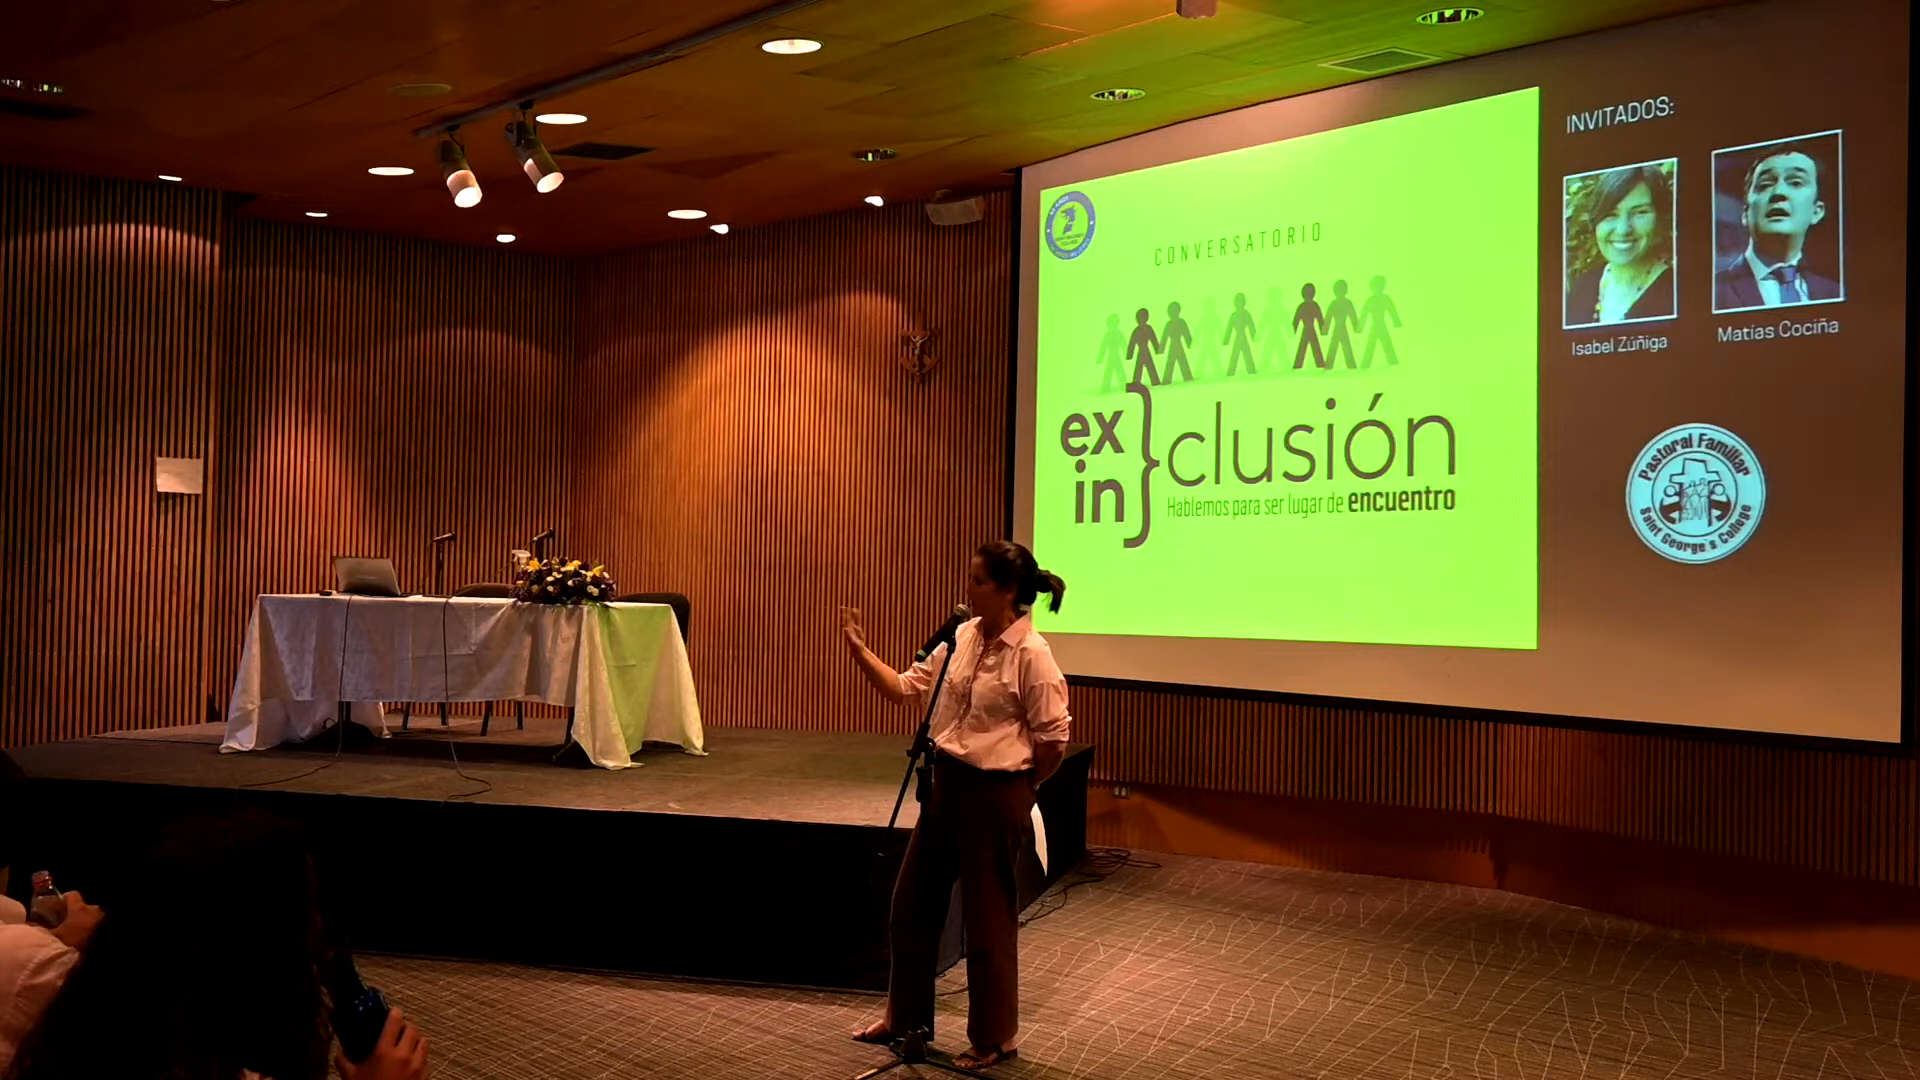 CONVERSATORIO
ex
in
clusión
Hablemos para ser lugar de encuentro
INVITADOS:
Isabel Zúñiga
Matías Cociña
Pastoral Familiar
Saint George's College